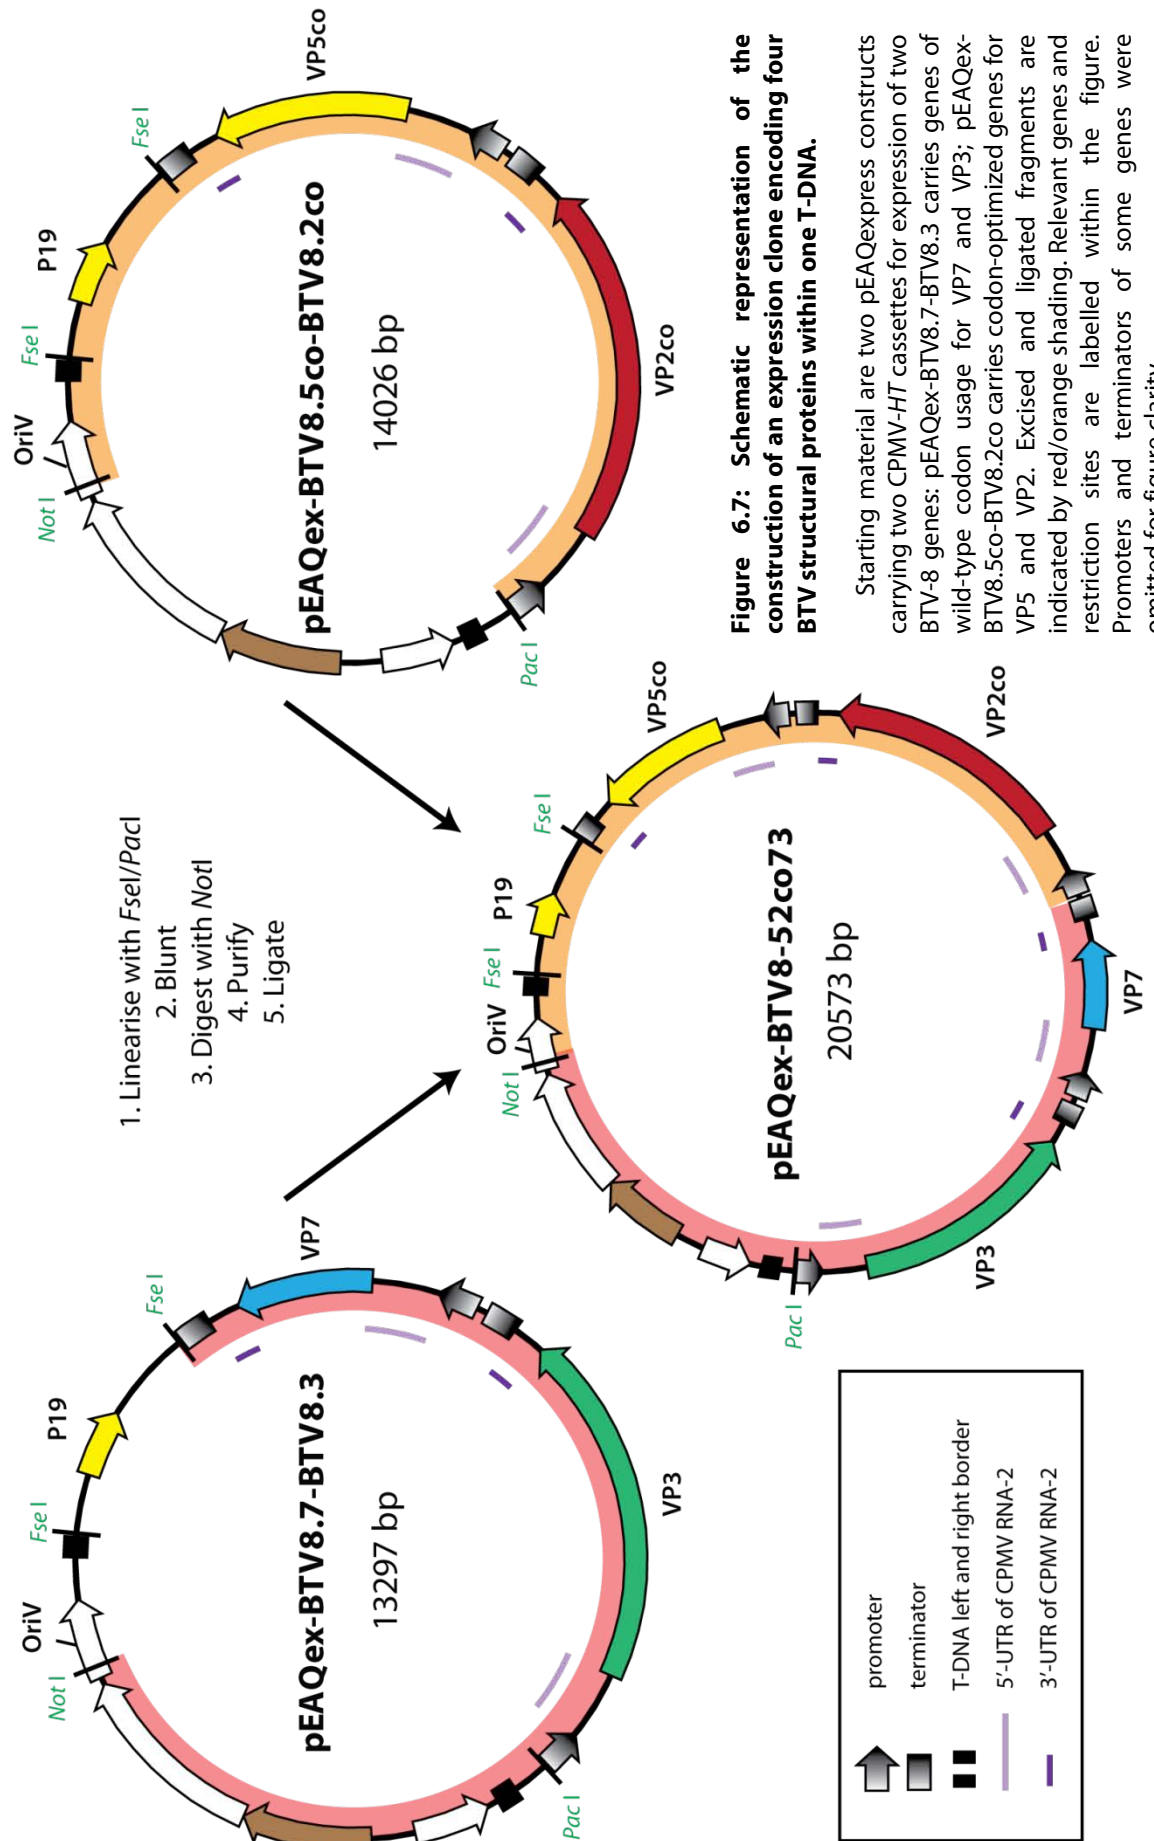 1. Linearise with FseI/PacI
2. Blunt
3. Digest with NotI
4. Purify
5. Ligate
OriV
Not I
Fse I
P19
Fse I
VP7
pEAQex-BTV8.7-BTV8.3
13297 bp
VP3
Pac I
OriV
Not I
Fse I
P19
Fse I
VP5co
pEAQex-BTV8.5co-BTV8.2co
14026 bp
VP2co
Pac I
OriV
Not I
Fse I
P19
Fse I
VP5co
pEAQex-BTV8-52co73
20573 bp
VP2co
VP7
VP3
Pac I
promoter
terminator
T-DNA left and right border
5'-UTR of CPMV RNA-2
3'-UTR of CPMV RNA-2
Figure 6.7: Schematic representation of the
construction of an expression clone encoding four
BTV structural proteins within one T-DNA.
Starting material are two pEAQexpress constructs
carrying two CPMV-HT cassettes for expression of two
BTV-8 genes: pEAQex-BTV8.7-BTV8.3 carries genes of
wild-type codon usage for VP7 and VP3; pEAQex-
BTV8.5co-BTV8.2co carries codon-optimized genes for
VP5 and VP2. Excised and ligated fragments are
indicated by red/orange shading. Relevant genes and
restriction sites are labelled within the figure.
Promoters and terminators of some genes were
omitted for figure clarity